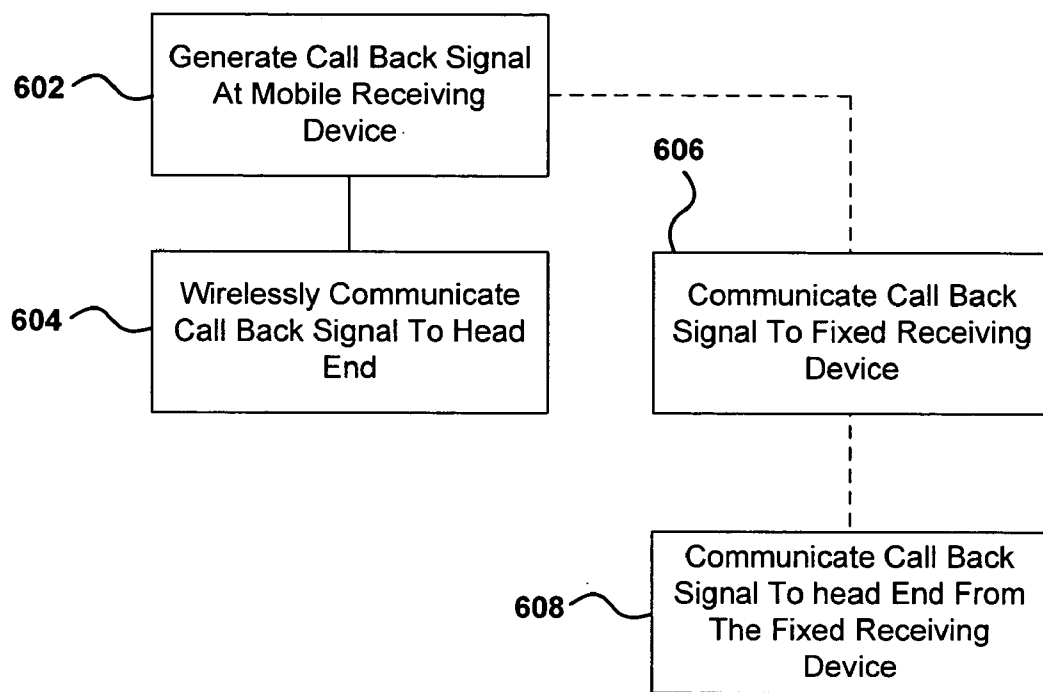 602
Generate Call Back Signal
At Mobile Receiving
Device
604
Wirelessly Communicate
Call Back Signal To Head
End
606
Communicate Call Back
Signal To Fixed Receiving
Device
608
Communicate Call Back
Signal To head End From
The Fixed Receiving
Device